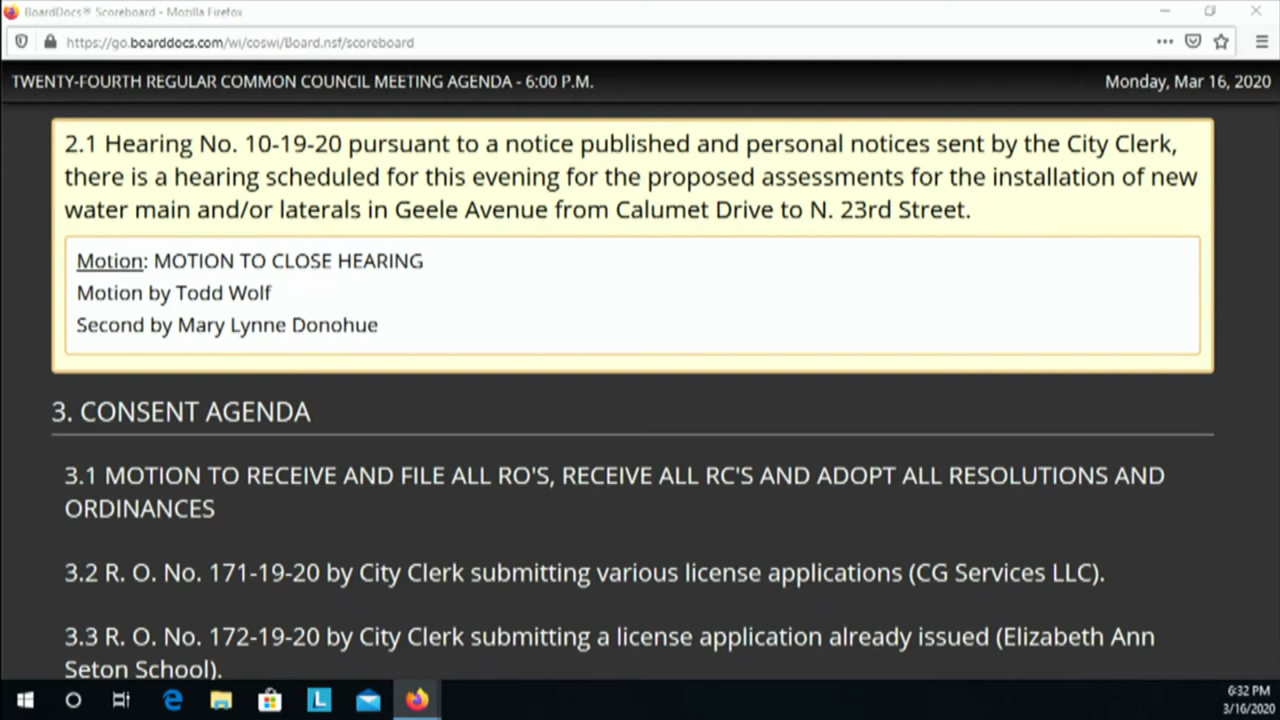 BoardDocs® Scoreboard - Mozilla Firefox
https://go.boarddocs.com/wi/coswi/Board.nsf/scoreboard
TWENTY-FOURTH REGULAR COMMON COUNCIL MEETING AGENDA - 6:00 P.M.
Monday, Mar 16, 2020
2.1 Hearing No. 10-19-20 pursuant to a notice published and personal notices sent by the City Clerk,
there is a hearing scheduled for this evening for the proposed assessments for the installation of new
water main and/or laterals in Geele Avenue from Calumet Drive to N. 23rd Street.
Motion: MOTION TO CLOSE HEARING
Motion by Todd Wolf
Second by Mary Lynne Donohue
3. CONSENT AGENDA
3.1 MOTION TO RECEIVE AND FILE ALL RO'S, RECEIVE ALL RC'S AND ADOPT ALL RESOLUTIONS AND
ORDINANCES
3.2 R. O. No. 171-19-20 by City Clerk submitting various license applications (CG Services LLC).
3.3 R. O. No. 172-19-20 by City Clerk submitting a license application already issued (Elizabeth Ann
Seton School).
L
6:32 PM
3/16/2020